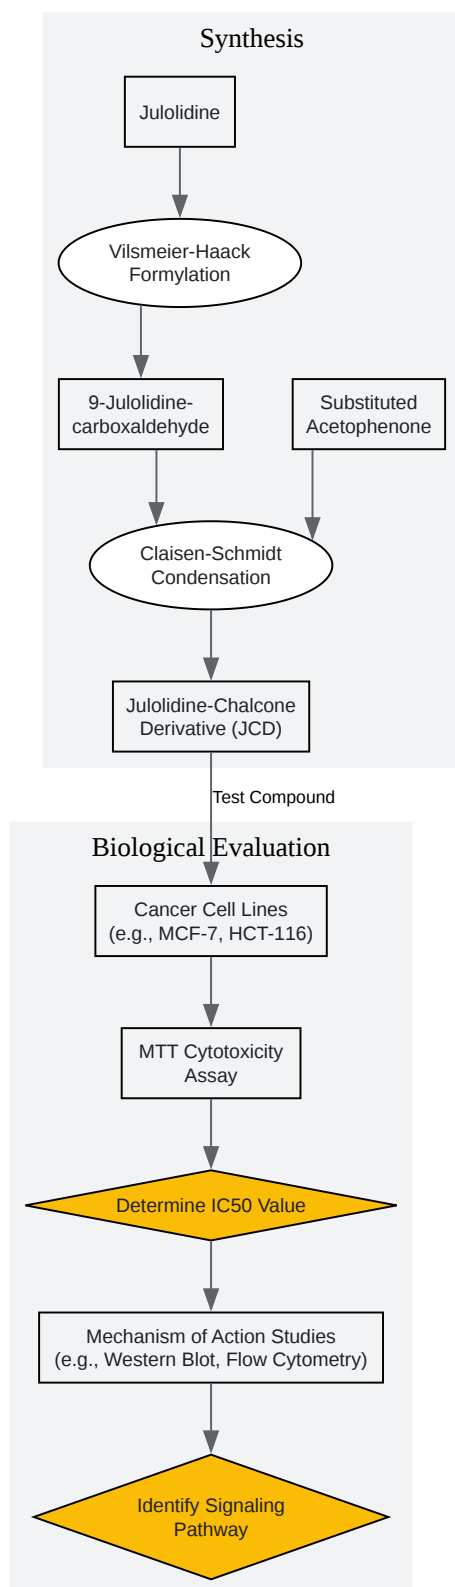 Synthesis
Julolidine
Vilsmeier-Haack
Formylation
9-Julolidine-
carboxaldehyde
Substituted
Acetophenone
Claisen-Schmidt
Condensation
Julolidine-Chalcone
Derivative (JCD)
Test Compound
Biological Evaluation
Cancer Cell Lines
(e.g., MCF-7, HCT-116)
MTT Cytotoxicity
Assay
Determine IC50 Value
Mechanism of Action Studies
(e.g., Western Blot, Flow Cytometry)
Identify Signaling
Pathway